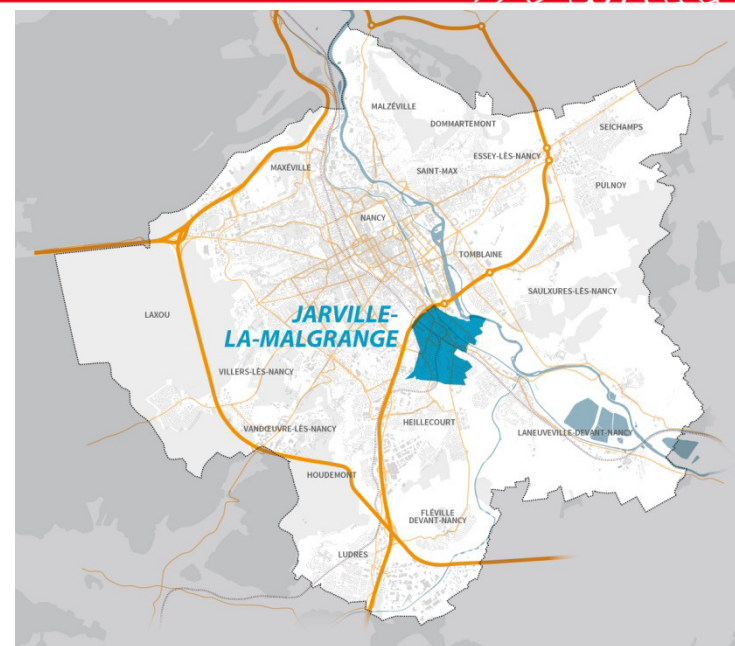 MALZÉVILLE
DOMMARTEMONT
SEICHAMPS
ESSEY-LÈS-NANCY
MAXÉVILLE
SAINT-MAX
PULNOY
NANCY
TOMBLAINE
SAULXURES-LÈS-NANCY
LAXOU
JARVILLE-
LA-MALGRANGE
VILLERS-LÈS-NANCY
HEILLECOURT
VANDŒUVRE-LÈS-NANCY
LANEUVEVILLE-DEVANT-NANCY
HOUDEMONT
FLÉVILLE
DEVANT-NANCY
LUDRES